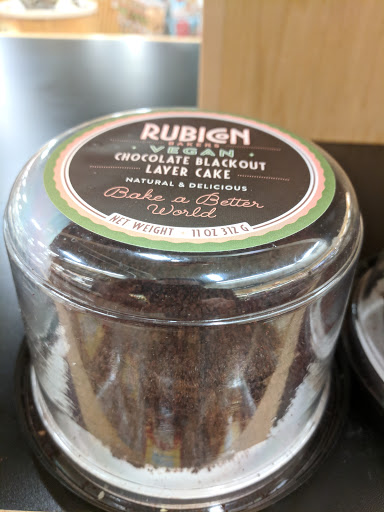 RUBICON
BAKERS
VEGAN
CHOCOLATE BLACKOUT
LAYER CAKE
NATURAL & DELICIOUS
Bake a Better
World
NET WEIGHT · 11 OZ 312 G